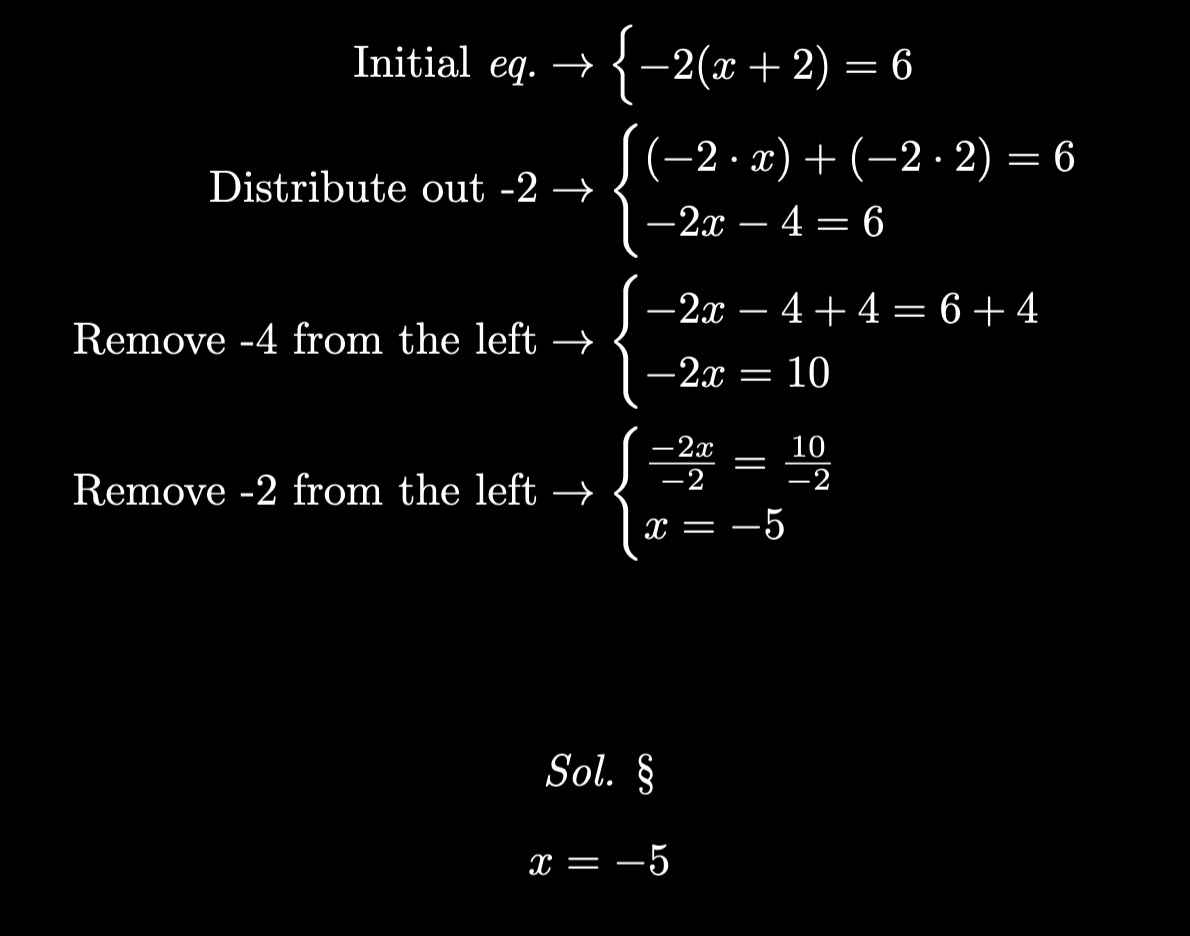 Initial eq. → { −2(x + 2) = 6
Distribute out -2 → { (−2 · x) + (−2 · 2) = 6
−2x − 4 = 6
Remove -4 from the left → { −2x − 4 + 4 = 6 + 4
−2x = 10
Remove -2 from the left → { \frac{−2x}{−2} = \frac{10}{−2}
x = −5
Sol. §
x = −5